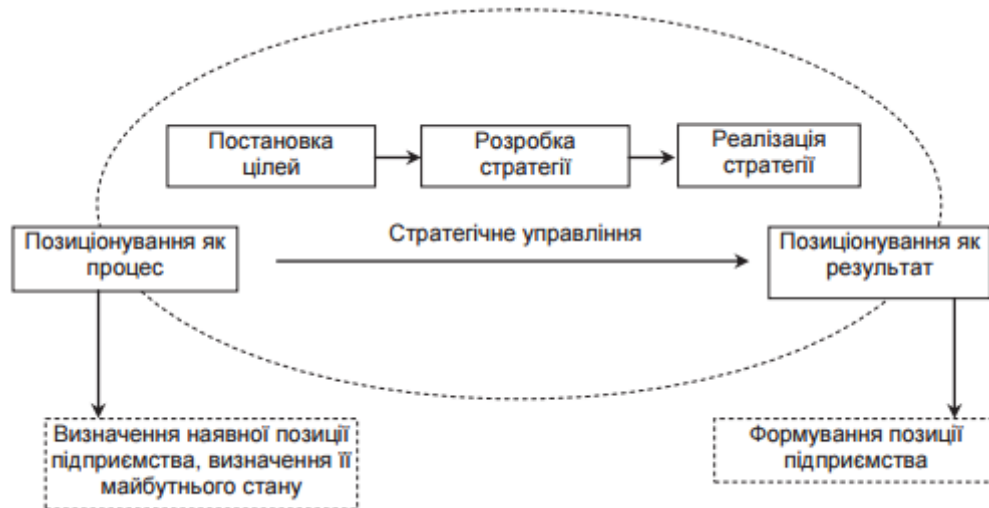 Постановка
цілей
Розробка
стратегії
Реалізація
стратегії
Позиціонування як
процес
Стратегічне управління
Позиціонування як
результат
Визначення наявної позиції
підприємства, визначення її
майбутнього стану
Формування позиції
підприємства